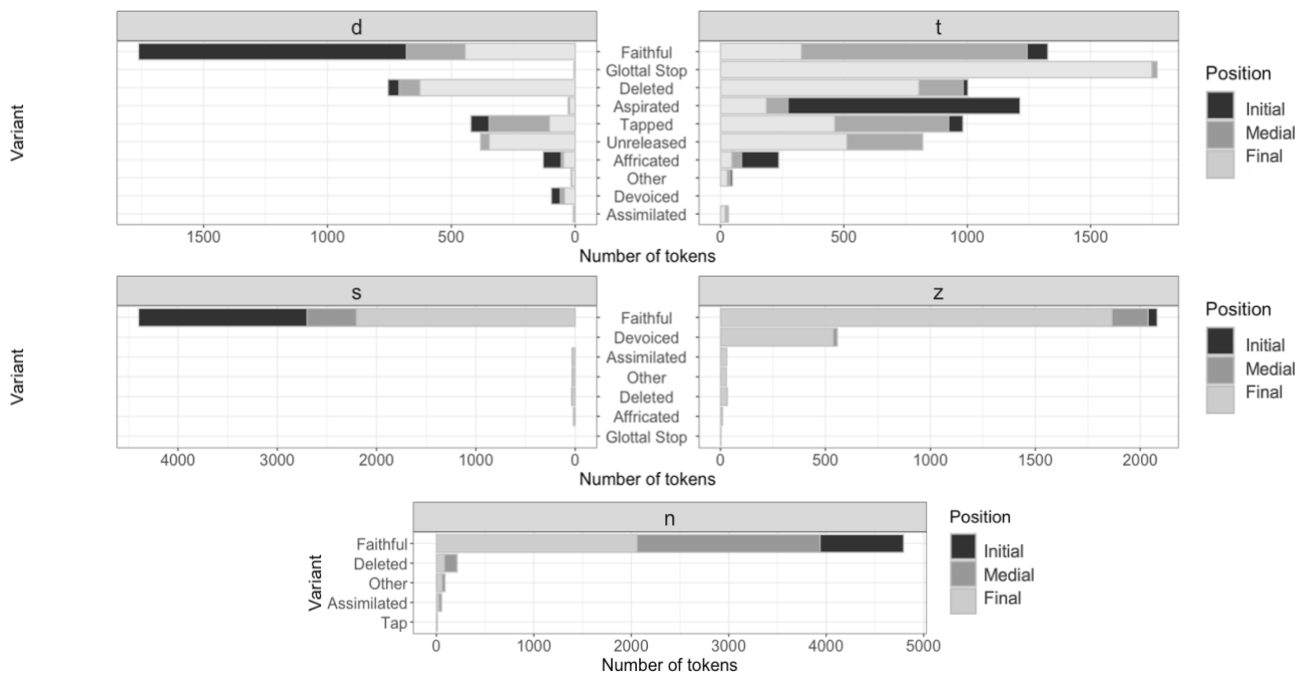 d
t
Variant
Faithful
Glottal Stop
Deleted
Aspirated
Tapped
Unreleased
Affricated
Other
Devoiced
Assimilated
1500 1000 500 0
0 500 1000 1500
Number of tokens
Position
Initial
Medial
Final
s
z
Variant
Faithful
Devoiced
Assimilated
Other
Deleted
Affricated
Glottal Stop
4000 3000 2000 1000 0
0 500 1000 1500 2000
Number of tokens
Position
Initial
Medial
Final
n
Variant
Faithful
Deleted
Other
Assimilated
Tap
0 1000 2000 3000 4000 5000
Number of tokens
Position
Initial
Medial
Final